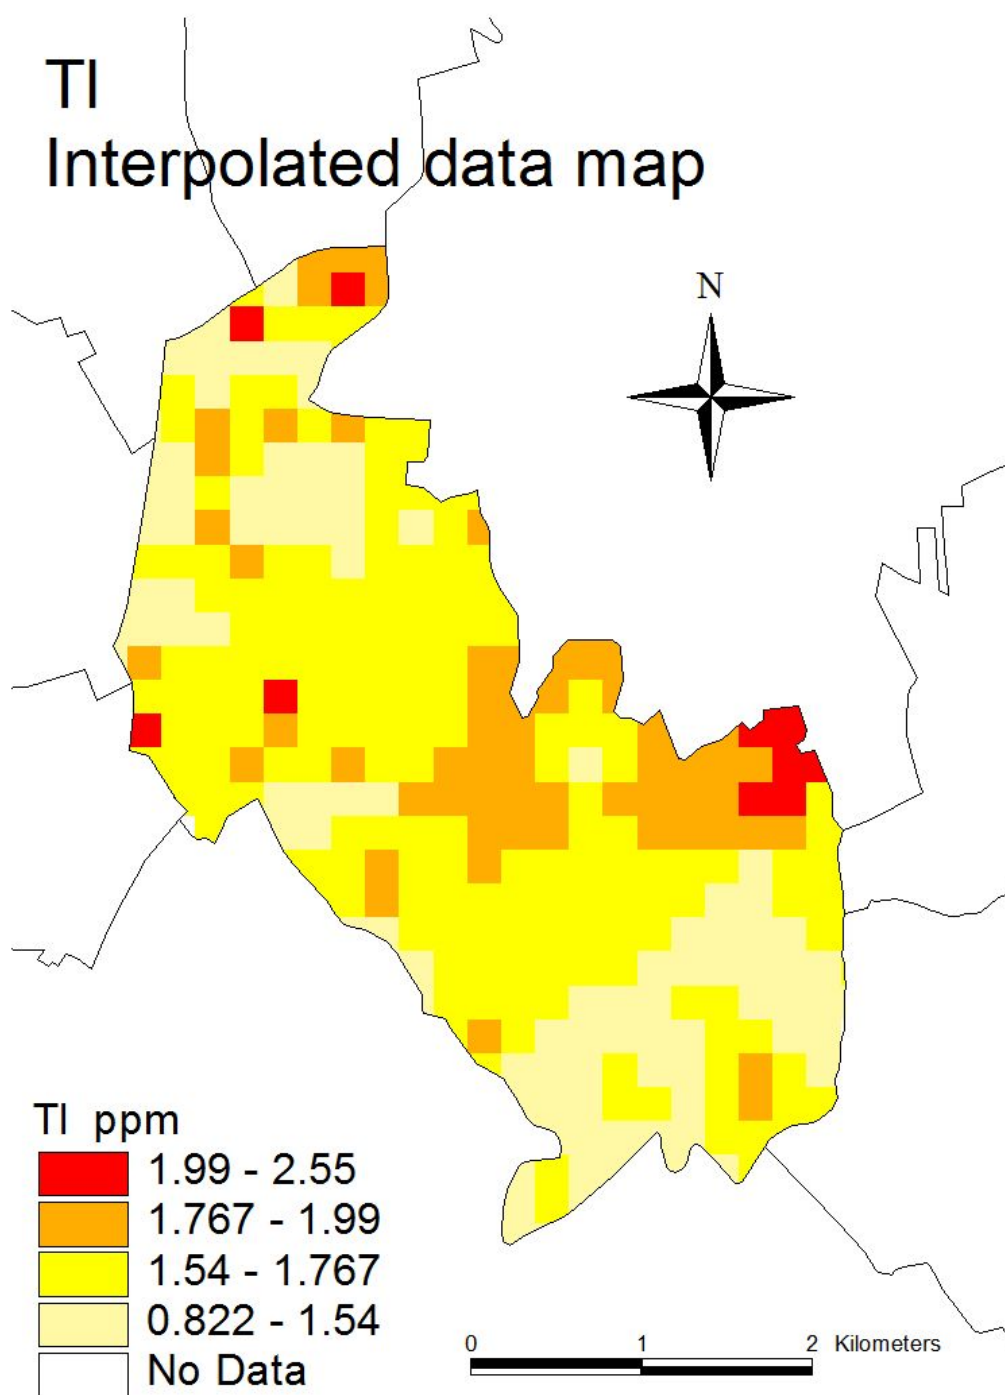 Tl
Interpolated data map
N
Tl ppm
1.99 - 2.55
1.767 - 1.99
1.54 - 1.767
0.822 - 1.54
No Data
0 1 2 Kilometers